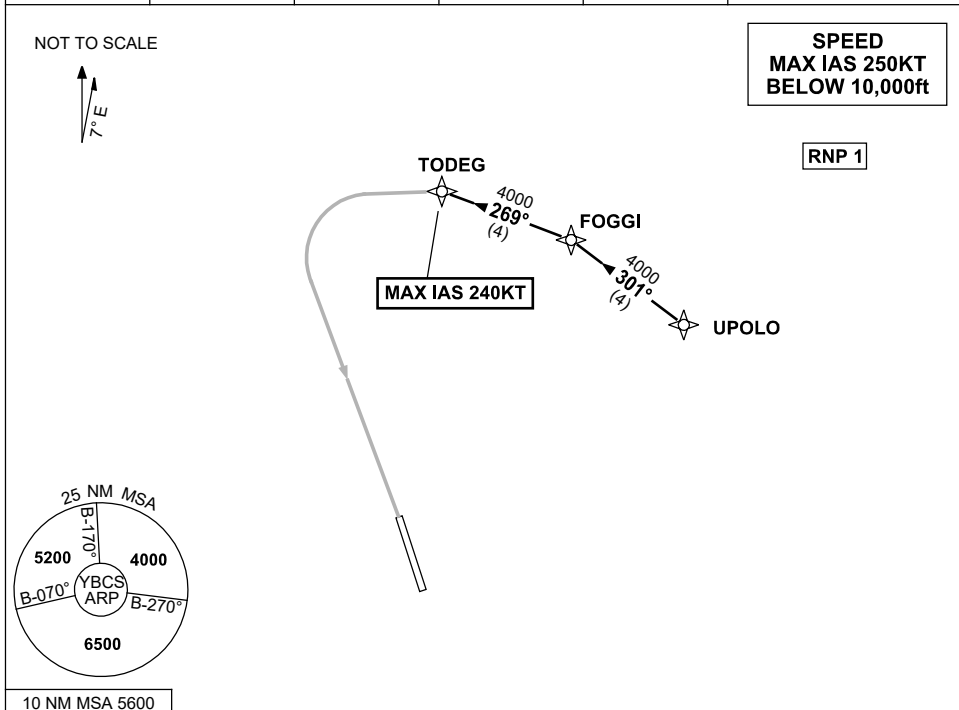 NOT TO SCALE
7° E
SPEED
MAX IAS 250KT
BELOW 10,000ft
RNP 1
TODEG
4000
269°
(4)
FOGGI
4000
301°
(4)
UPOLO
MAX IAS 240KT
25 NM MSA
B-170°
5200
4000
YBCS
ARP
B-070°
B-270°
6500
10 NM MSA 5600